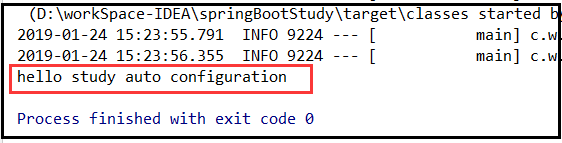 (D:\workSpace-IDEA\springBootStudy\target\classes started by
2019-01-24 15:23:55.791  INFO 9224 --- [           main] c.w.
2019-01-24 15:23:56.355  INFO 9224 --- [           main] c.w.
hello study auto configuration
Process finished with exit code 0